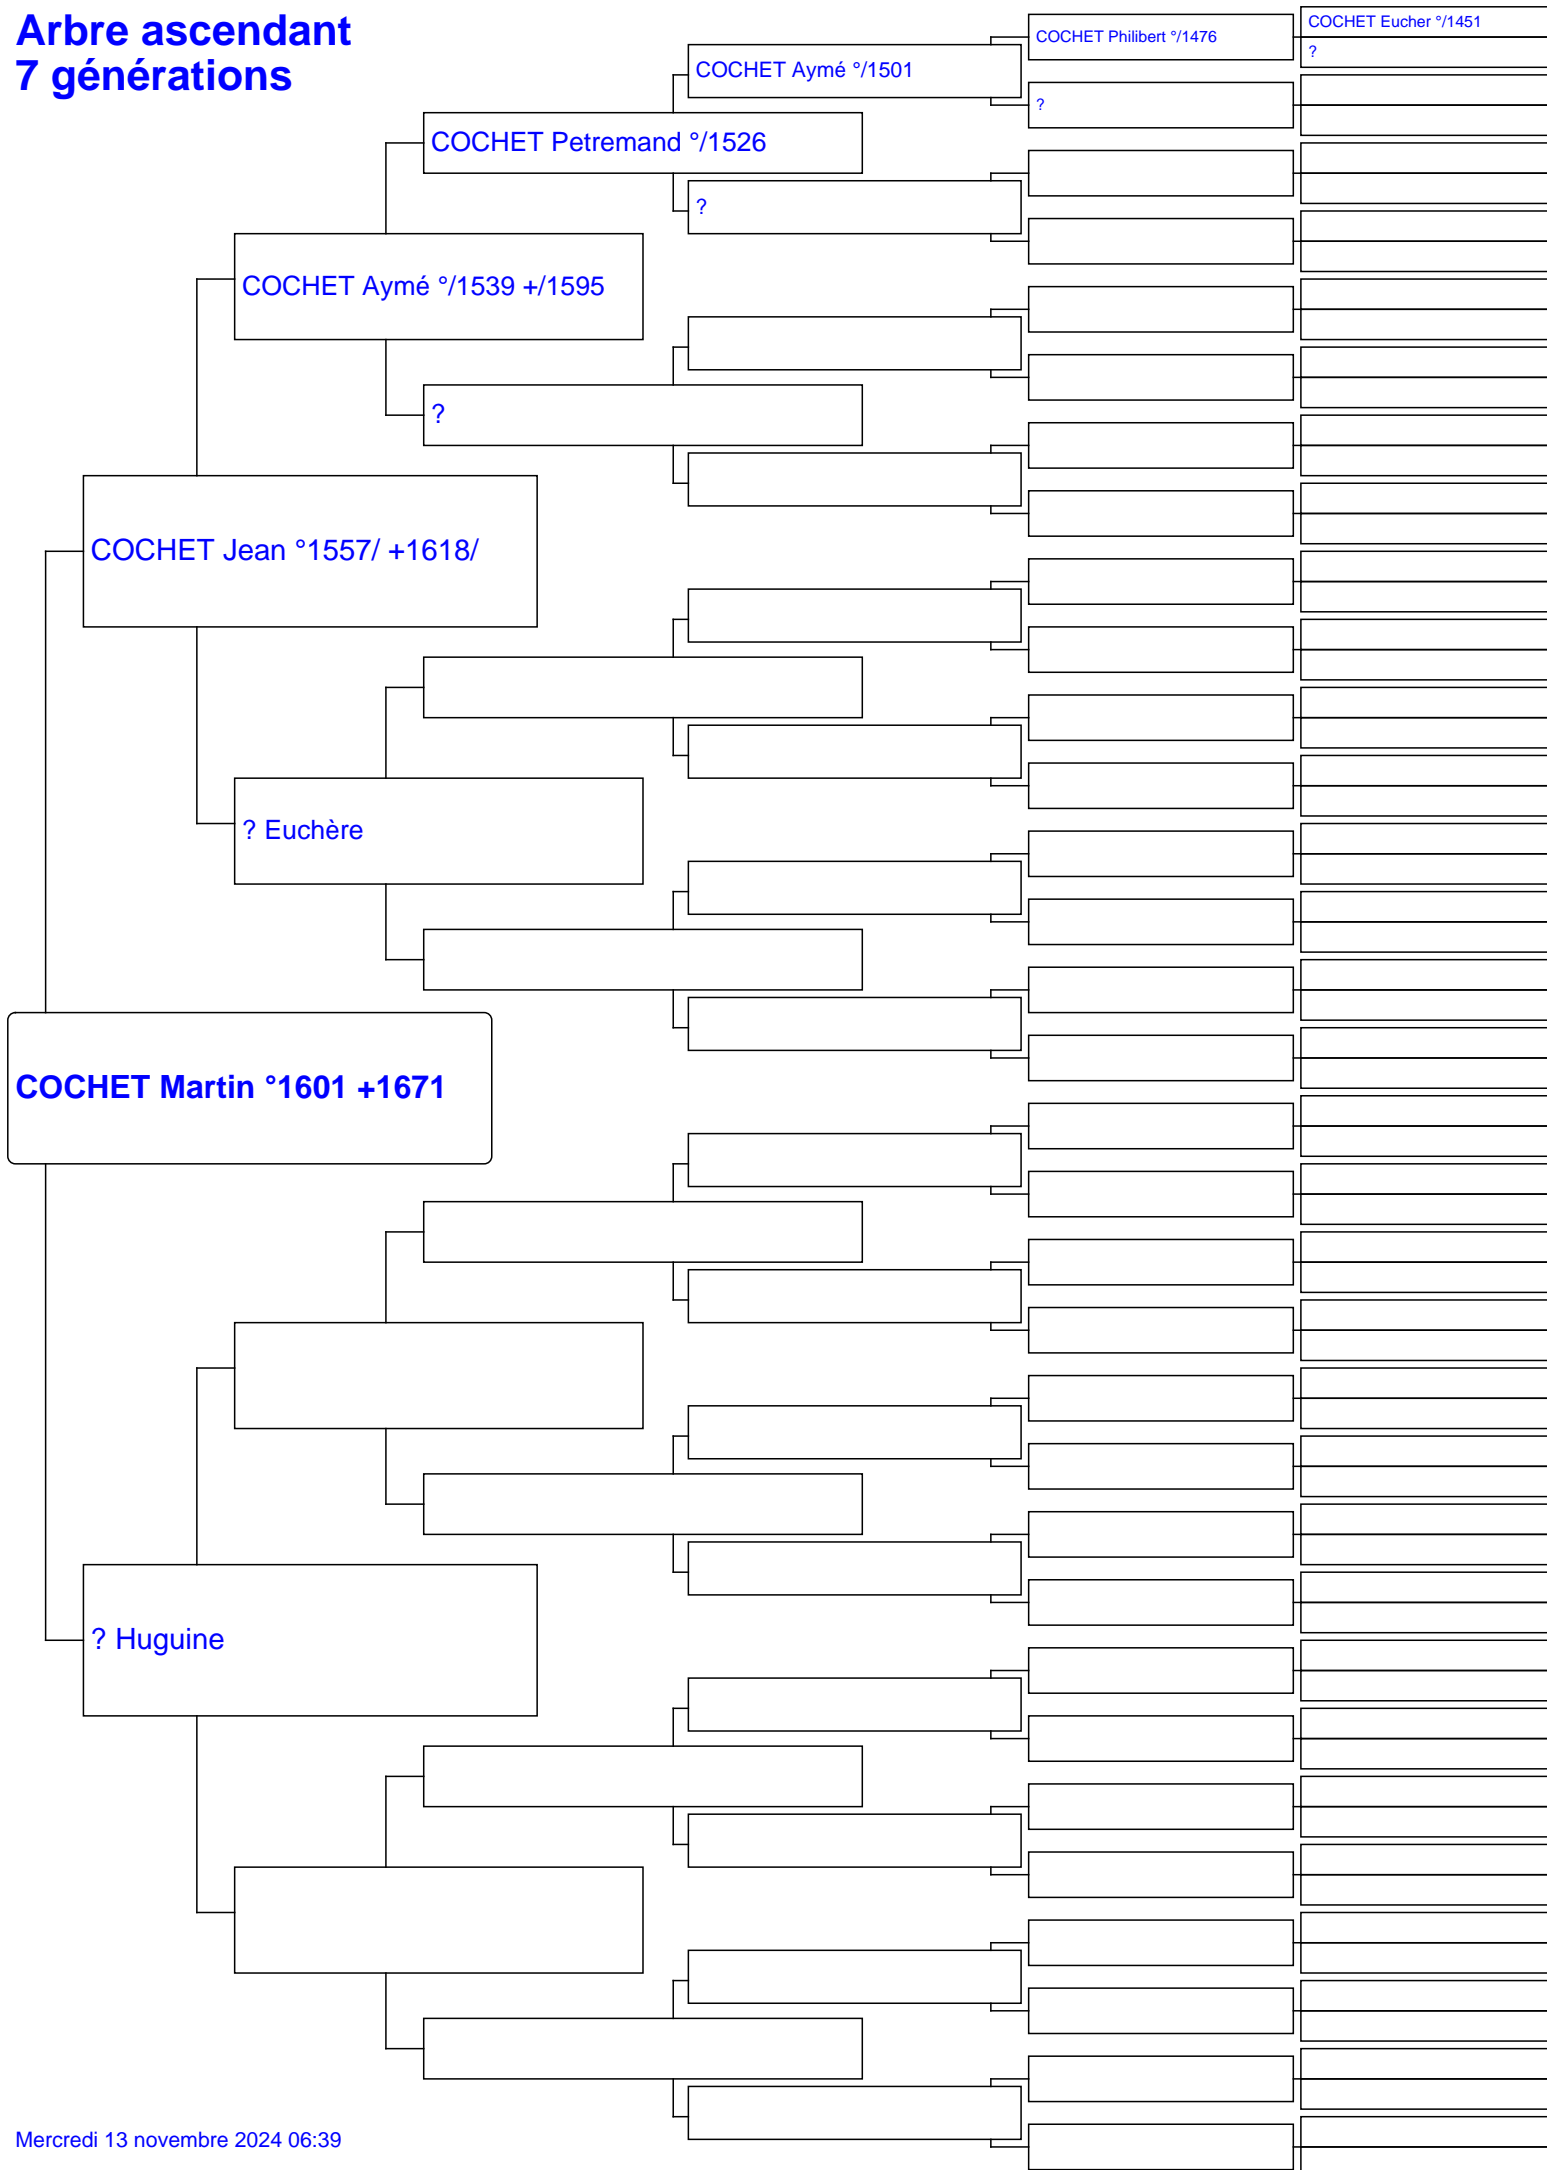 Arbre ascendant
7 générations
COCHET Eucher °/1451
COCHET Philibert °/1476
?
COCHET Aymé °/1501
?
COCHET Petremand °/1526
?
COCHET Aymé °/1539 +/1595
?
COCHET Jean °1557/ +1618/
? Euchère
COCHET Martin °1601 +1671
? Huguine
Mercredi 13 novembre 2024 06:39